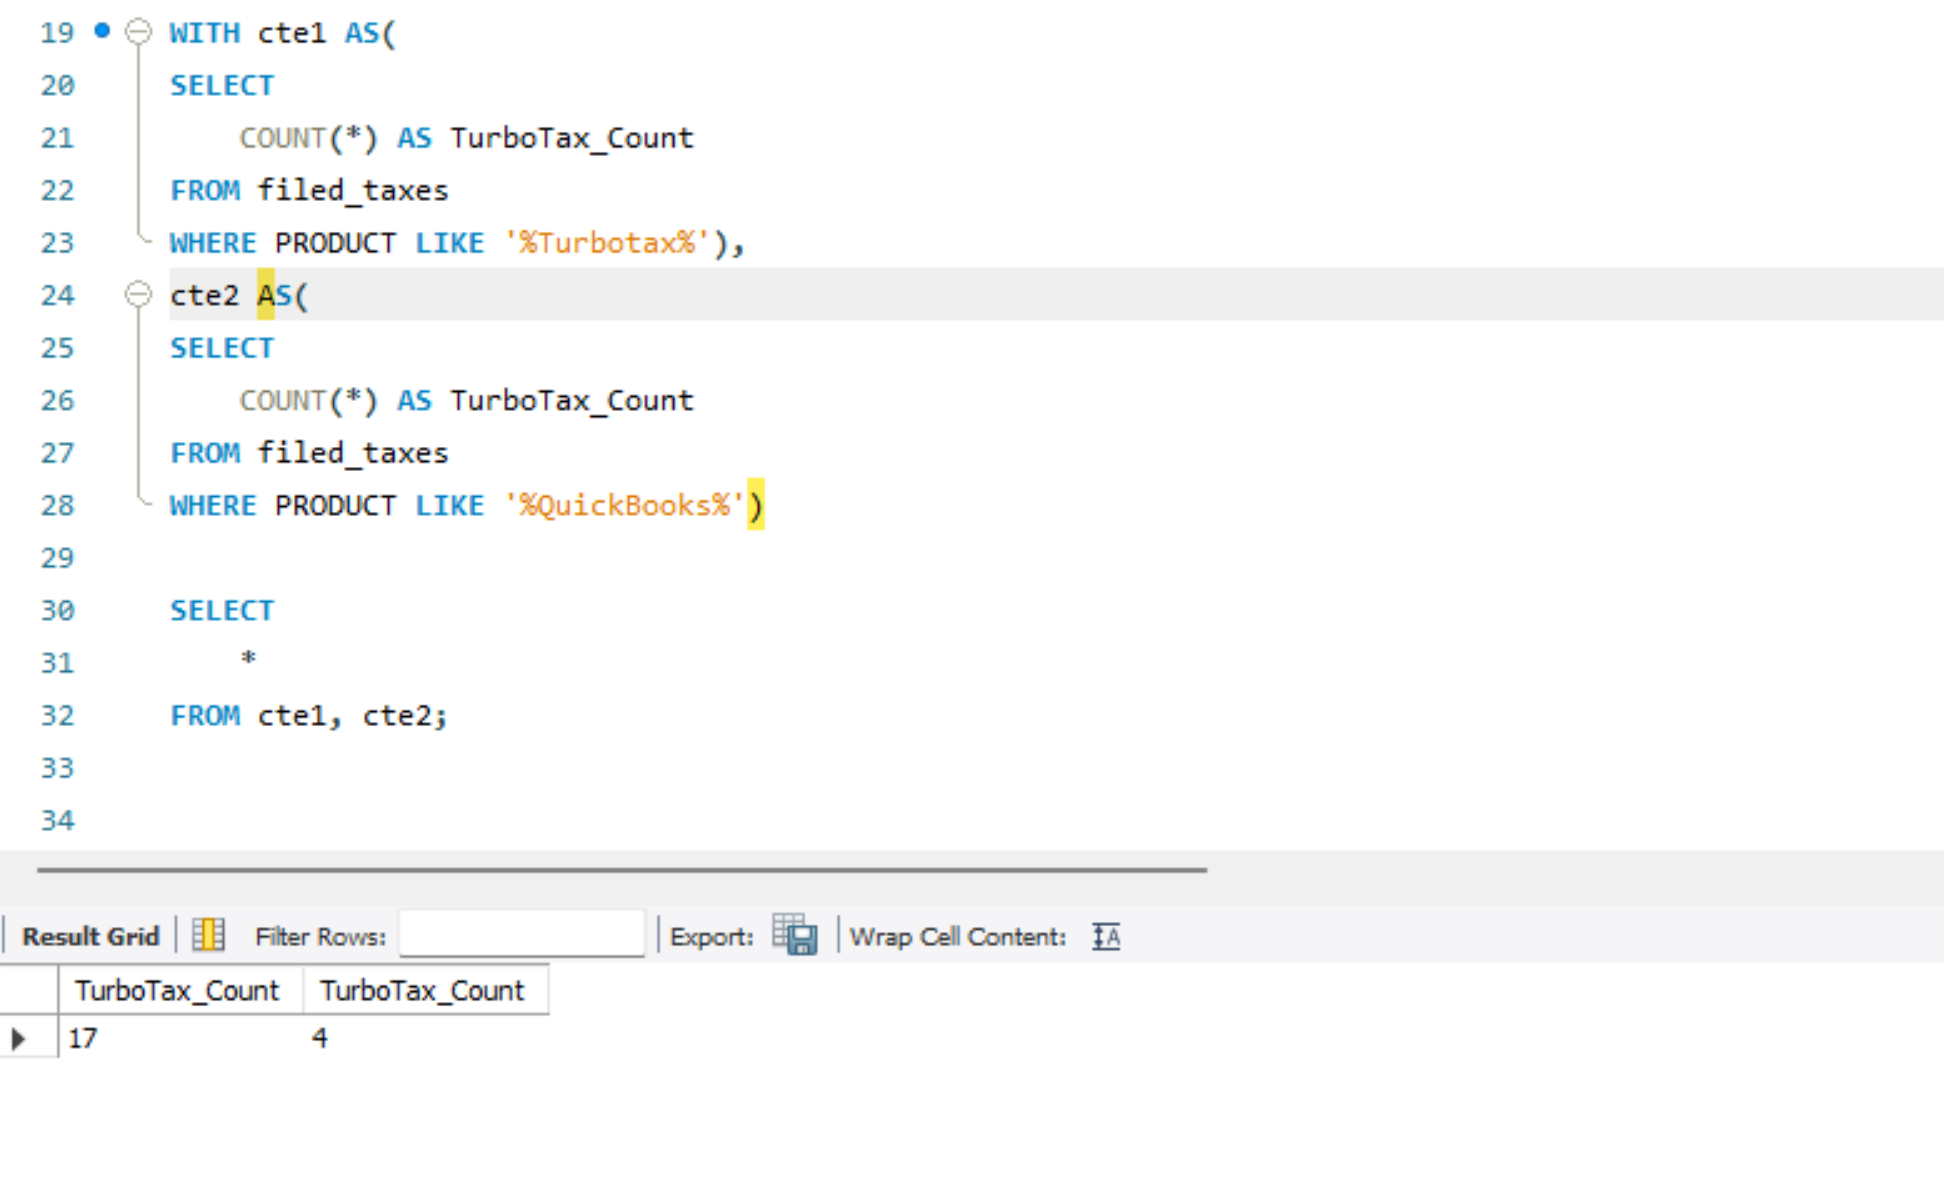 19 WITH cte1 AS(
20 SELECT
21 COUNT(*) AS TurboTax_Count
22 FROM filed_taxes
23 WHERE PRODUCT LIKE '%Turbotax%'),
24 cte2 AS(
25 SELECT
26 COUNT(*) AS TurboTax_Count
27 FROM filed_taxes
28 WHERE PRODUCT LIKE '%QuickBooks%')
29
30 SELECT
31 *
32 FROM cte1, cte2;
33
34
Result Grid Filter Rows: Export: Wrap Cell Content: IA
TurboTax_Count TurboTax_Count
17 4